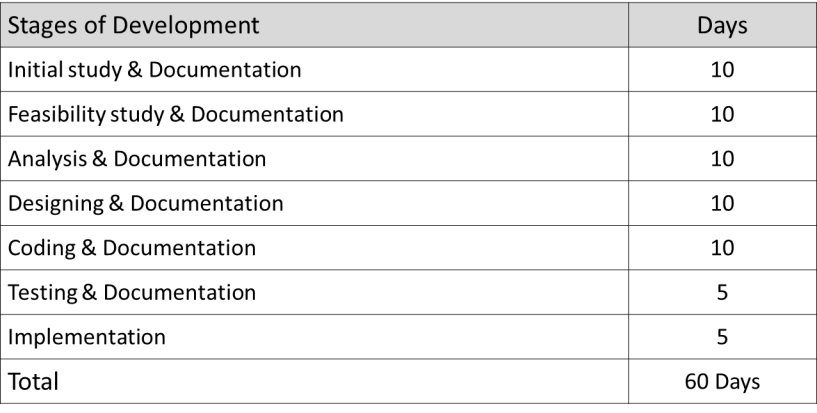 Stages of Development Days
Initial study & Documentation 10
Feasibility study & Documentation 10
Analysis & Documentation 10
Designing & Documentation 10
Coding & Documentation 10
Testing & Documentation 5
Implementation 5
Total 60 Days